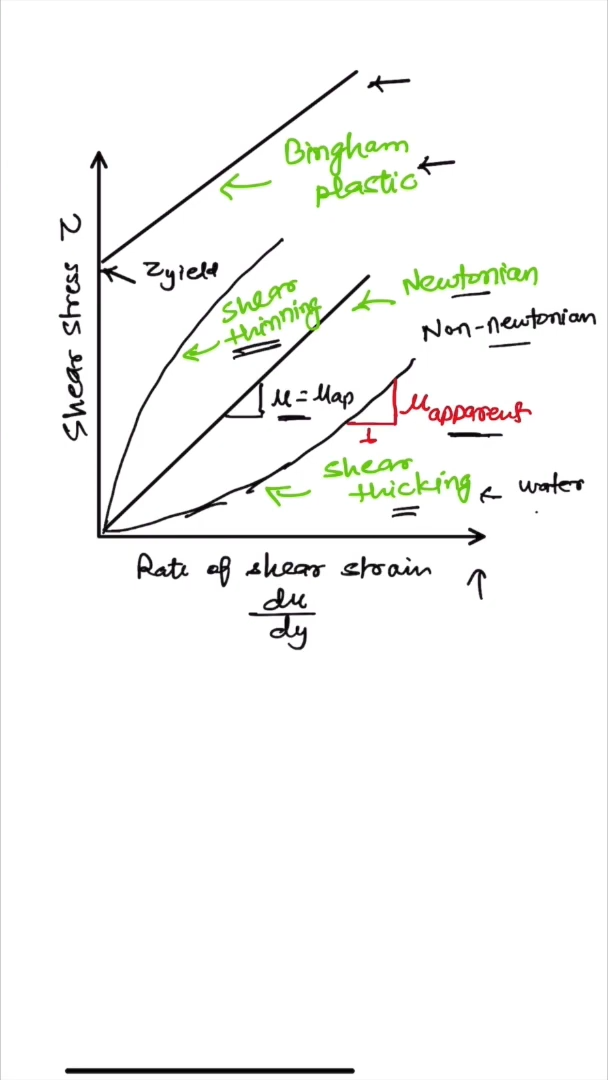 Bingham
plastic
τ yield
Shear stress τ
shear
thinning
Newtonian
Non-newtonian
μ = μap
μapparent
1
shear
thicking
water
Rate of shear strain
du
dy